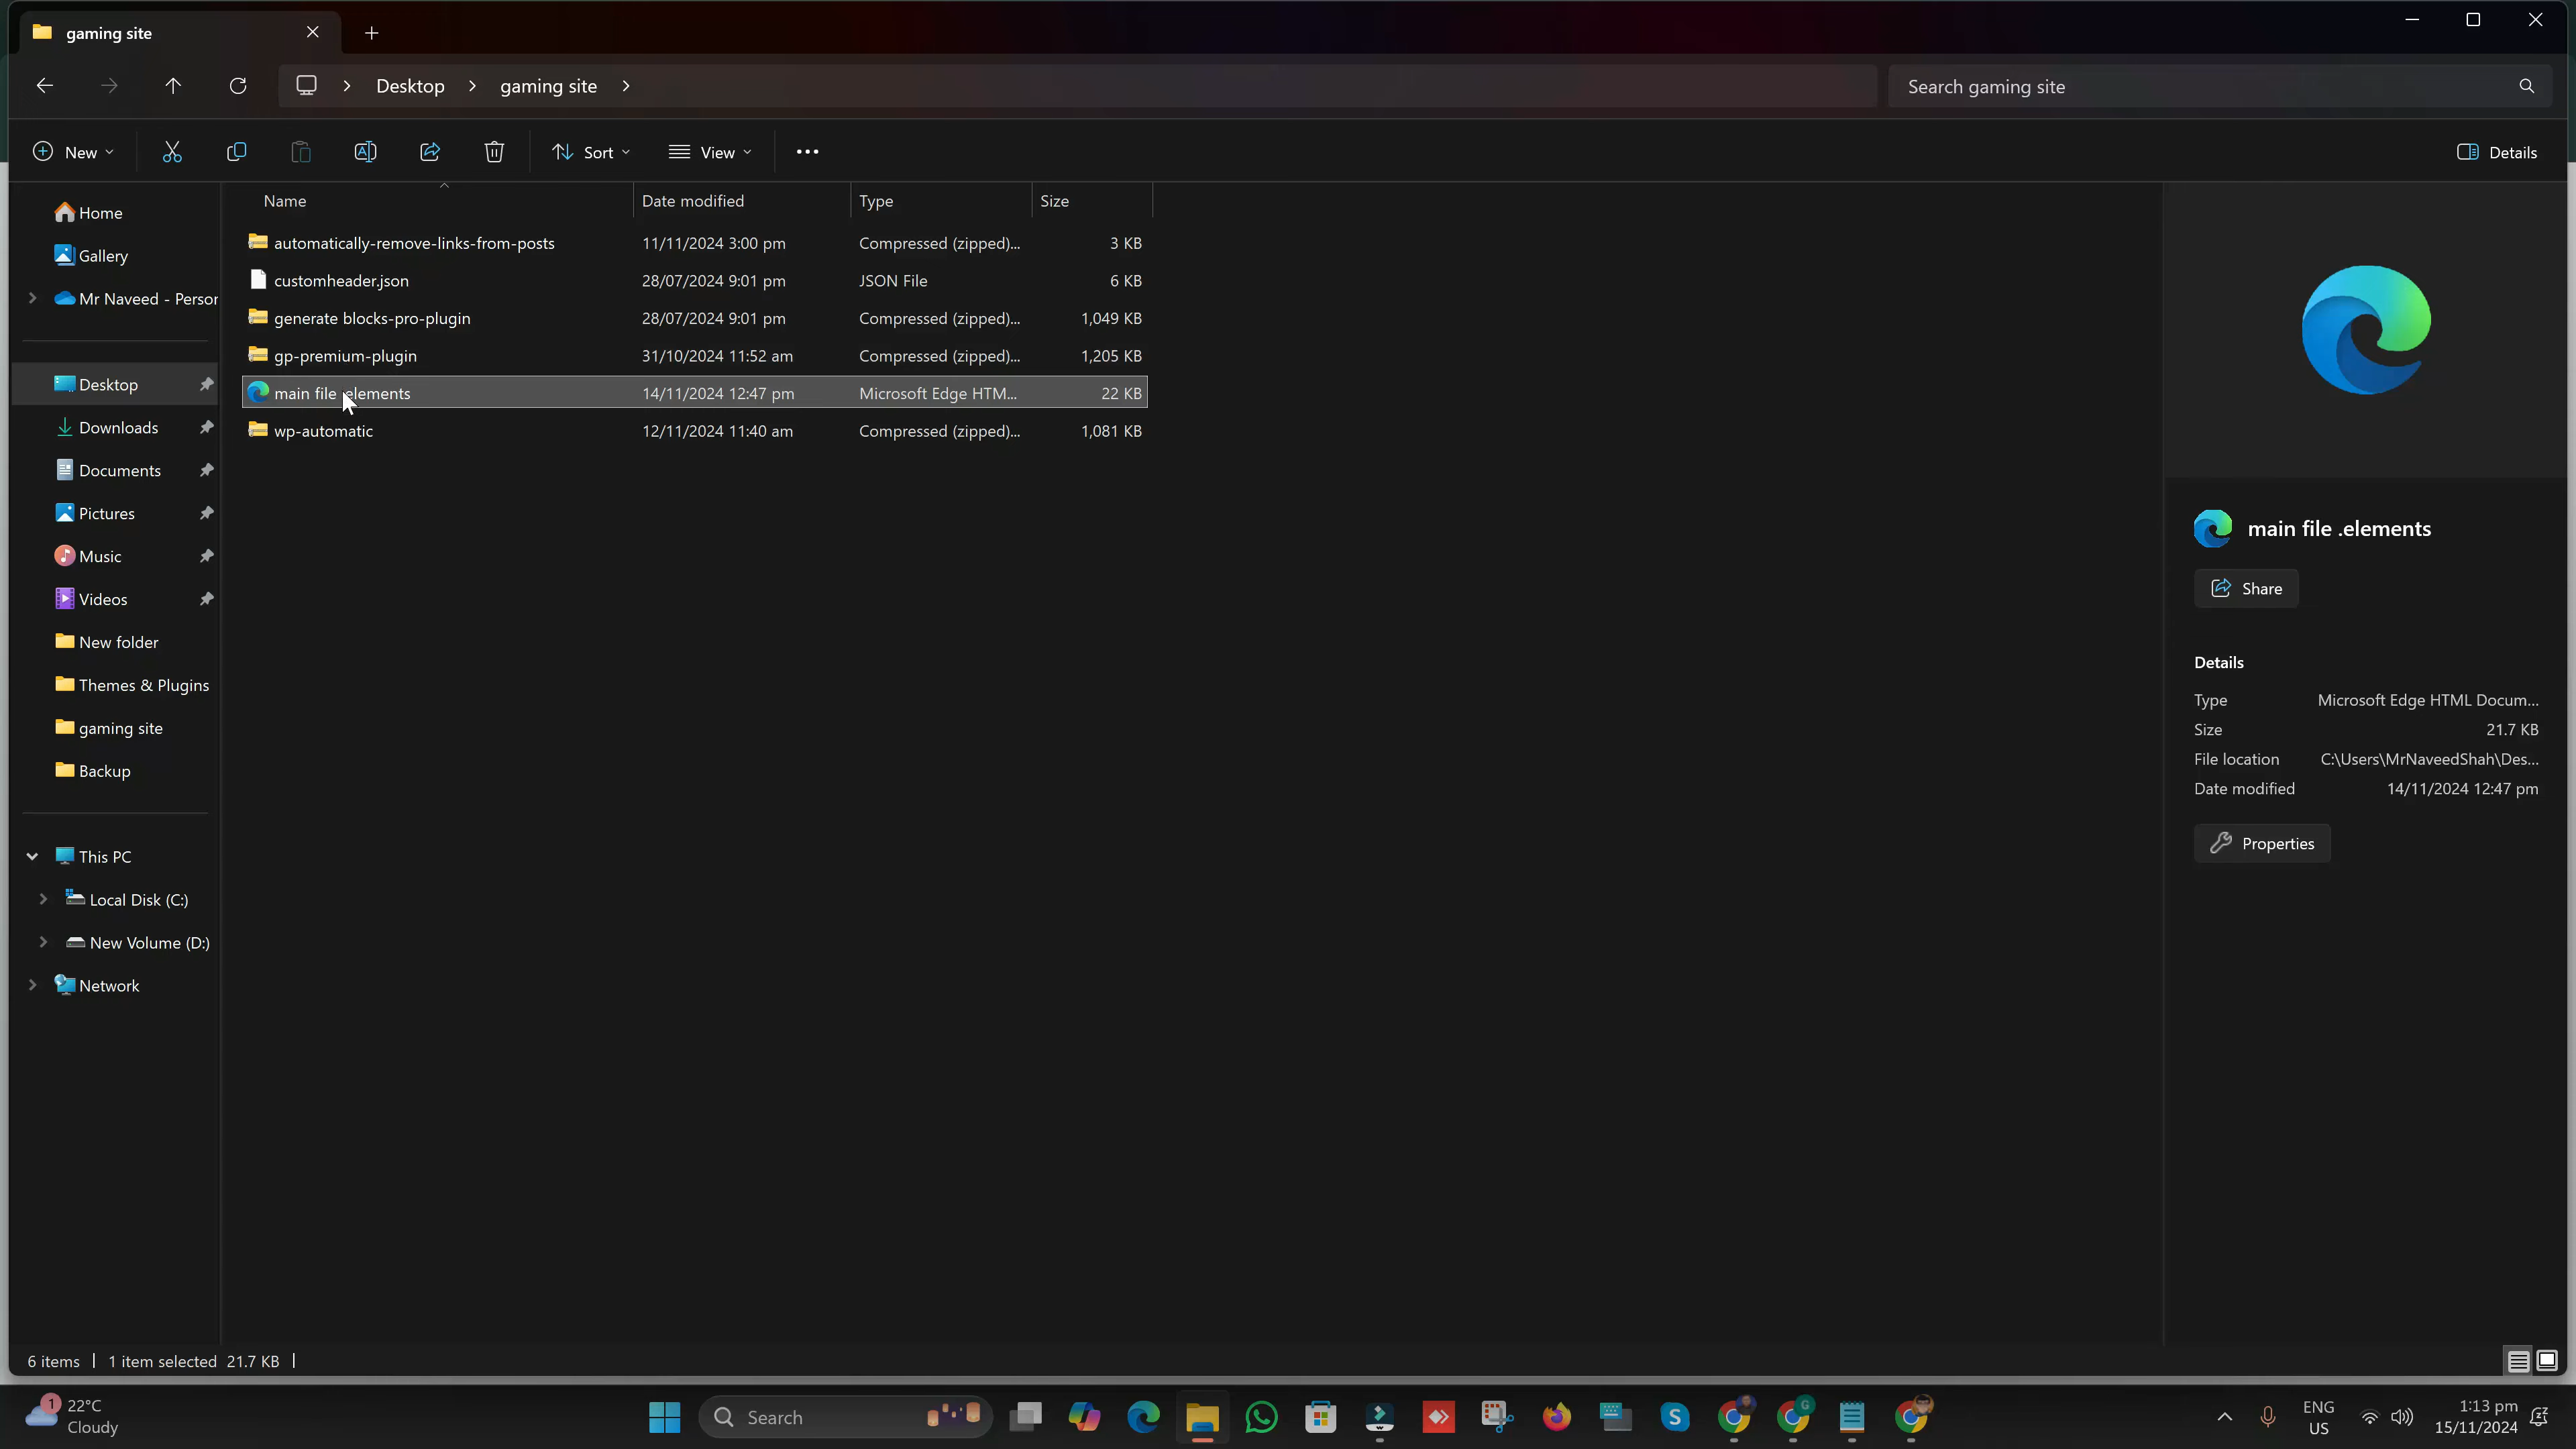 gaming site
Desktop
gaming site
Search gaming site
New
Sort
View
Details
Home
Gallery
Mr Naveed - Persor
Desktop
Downloads
Documents
Pictures
Music
Videos
New folder
Themes & Plugins
gaming site
Backup
This PC
Local Disk (C:)
New Volume (D:)
Network
Name Date modified Type Size
automatically-remove-links-from-posts 11/11/2024 3:00 pm Compressed (zipped)... 3 KB
customheader.json 28/07/2024 9:01 pm JSON File 6 KB
generate blocks-pro-plugin 28/07/2024 9:01 pm Compressed (zipped)... 1,049 KB
gp-premium-plugin 31/10/2024 11:52 am Compressed (zipped)... 1,205 KB
main file .elements 14/11/2024 12:47 pm Microsoft Edge HTM... 22 KB
wp-automatic 12/11/2024 11:40 am Compressed (zipped)... 1,081 KB
main file .elements
Share
Details
Type Microsoft Edge HTML Docum...
Size 21.7 KB
File location C:\Users\MrNaveedShah\Des...
Date modified 14/11/2024 12:47 pm
Properties
6 items 1 item selected 21.7 KB
1
22°C
Cloudy
Search
S
G
ENG
US
1:13 pm
15/11/2024